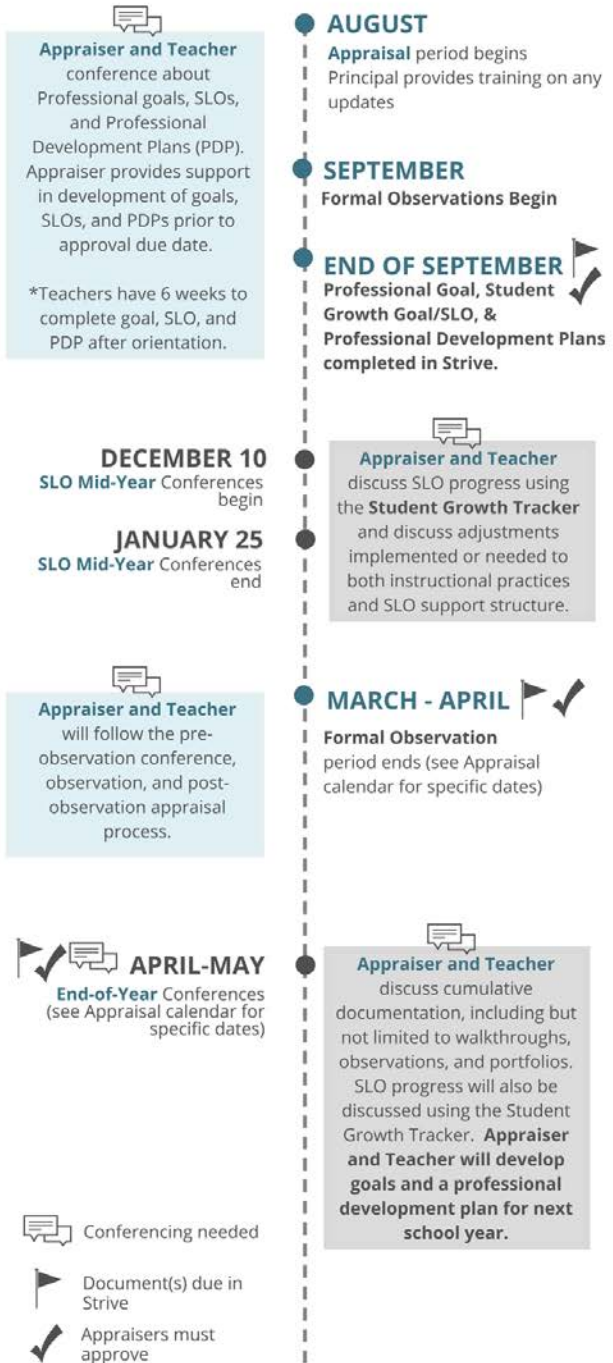 Appraiser and Teacher
conference about
Professional goals, SLOs,
and Professional
Development Plans (PDP).
Appraiser provides support
in development of goals,
SLOs, and PDPs prior to
approval due date.
*Teachers have 6 weeks to
complete goal, SLO, and
PDP after orientation.
AUGUST
Appraisal period begins
Principal provides training on any
updates
SEPTEMBER
Formal Observations Begin
END OF SEPTEMBER
Professional Goal, Student
Growth Goal/SLO, &
Professional Development Plans
completed in Strive.
DECEMBER 10
SLO Mid-Year Conferences
begin
JANUARY 25
SLO Mid-Year Conferences
end
Appraiser and Teacher
discuss SLO progress using
the Student Growth Tracker
and discuss adjustments
implemented or needed to
both instructional practices
and SLO support structure.
Appraiser and Teacher
will follow the pre-
observation conference,
observation, and post-
observation appraisal
process.
MARCH - APRIL
Formal Observation
period ends (see Appraisal
calendar for specific dates)
APRIL-MAY
End-of-Year Conferences
(see Appraisal calendar for
specific dates)
Appraiser and Teacher
discuss cumulative
documentation, including but
not limited to walkthroughs,
observations, and portfolios.
SLO progress will also be
discussed using the Student
Growth Tracker. Appraiser
and Teacher will develop
goals and a professional
development plan for next
school year.
Conferencing needed
Document(s) due in
Strive
Appraisers must
approve